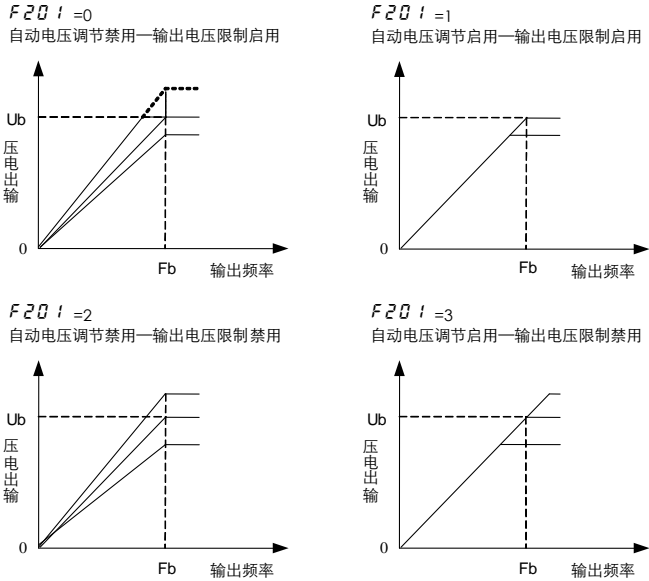 F201 =0
自动电压调节禁用—输出电压限制启用
Ub
压电出输
0
Fb
输出频率
F201 =1
自动电压调节启用—输出电压限制启用
Ub
压电出输
0
Fb
输出频率
F201 =2
自动电压调节禁用—输出电压限制禁用
Ub
压电出输
0
Fb
输出频率
F201 =3
自动电压调节启用—输出电压限制禁用
Ub
压电出输
0
Fb
输出频率